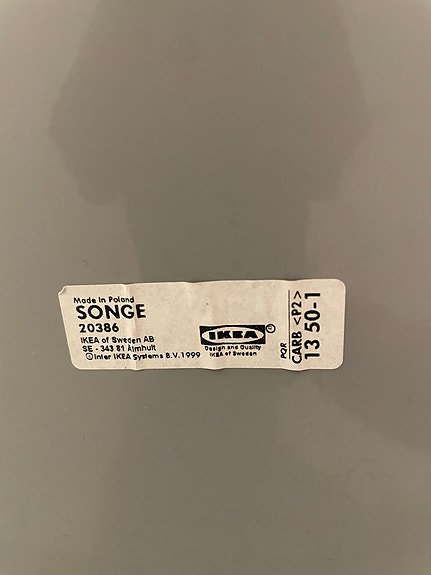 Made in Poland
SONGE
20386
IKEA of Sweden AB
SE - 343 81 Älmhult
©Inter IKEA Systems B.V.1999
IKEA®
Design and Quality
IKEA of Sweden
PQR
CARB <P2>
13 50-1